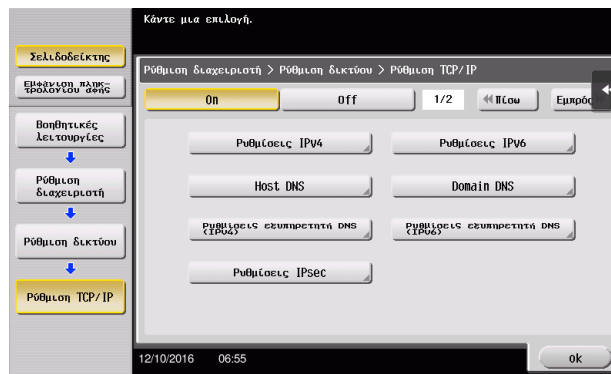 Κάντε μια επιλογή.
Σελιδοδείκτης
Εμφάνιση πληκ-
τρολογίου αφής
Βοηθητικές
λειτουργίες
Ρύθμιση
διαχειριστή
Ρύθμιση δικτύου
Ρύθμιση TCP/IP
Ρύθμιση διαχειριστή > Ρύθμιση δικτύου > Ρύθμιση TCP/IP
On
Off
1/2
Πίσω
Εμπρός
Ρυθμίσεις IPV4
Ρυθμίσεις IPV6
Host DNS
Domain DNS
Ρυθμίσεις εξυπηρετητή DNS
(IPV4)
Ρυθμίσεις εξυπηρετητή DNS
(IPV6)
Ρυθμίσεις IPsec
12/10/2016 06:55
Ok